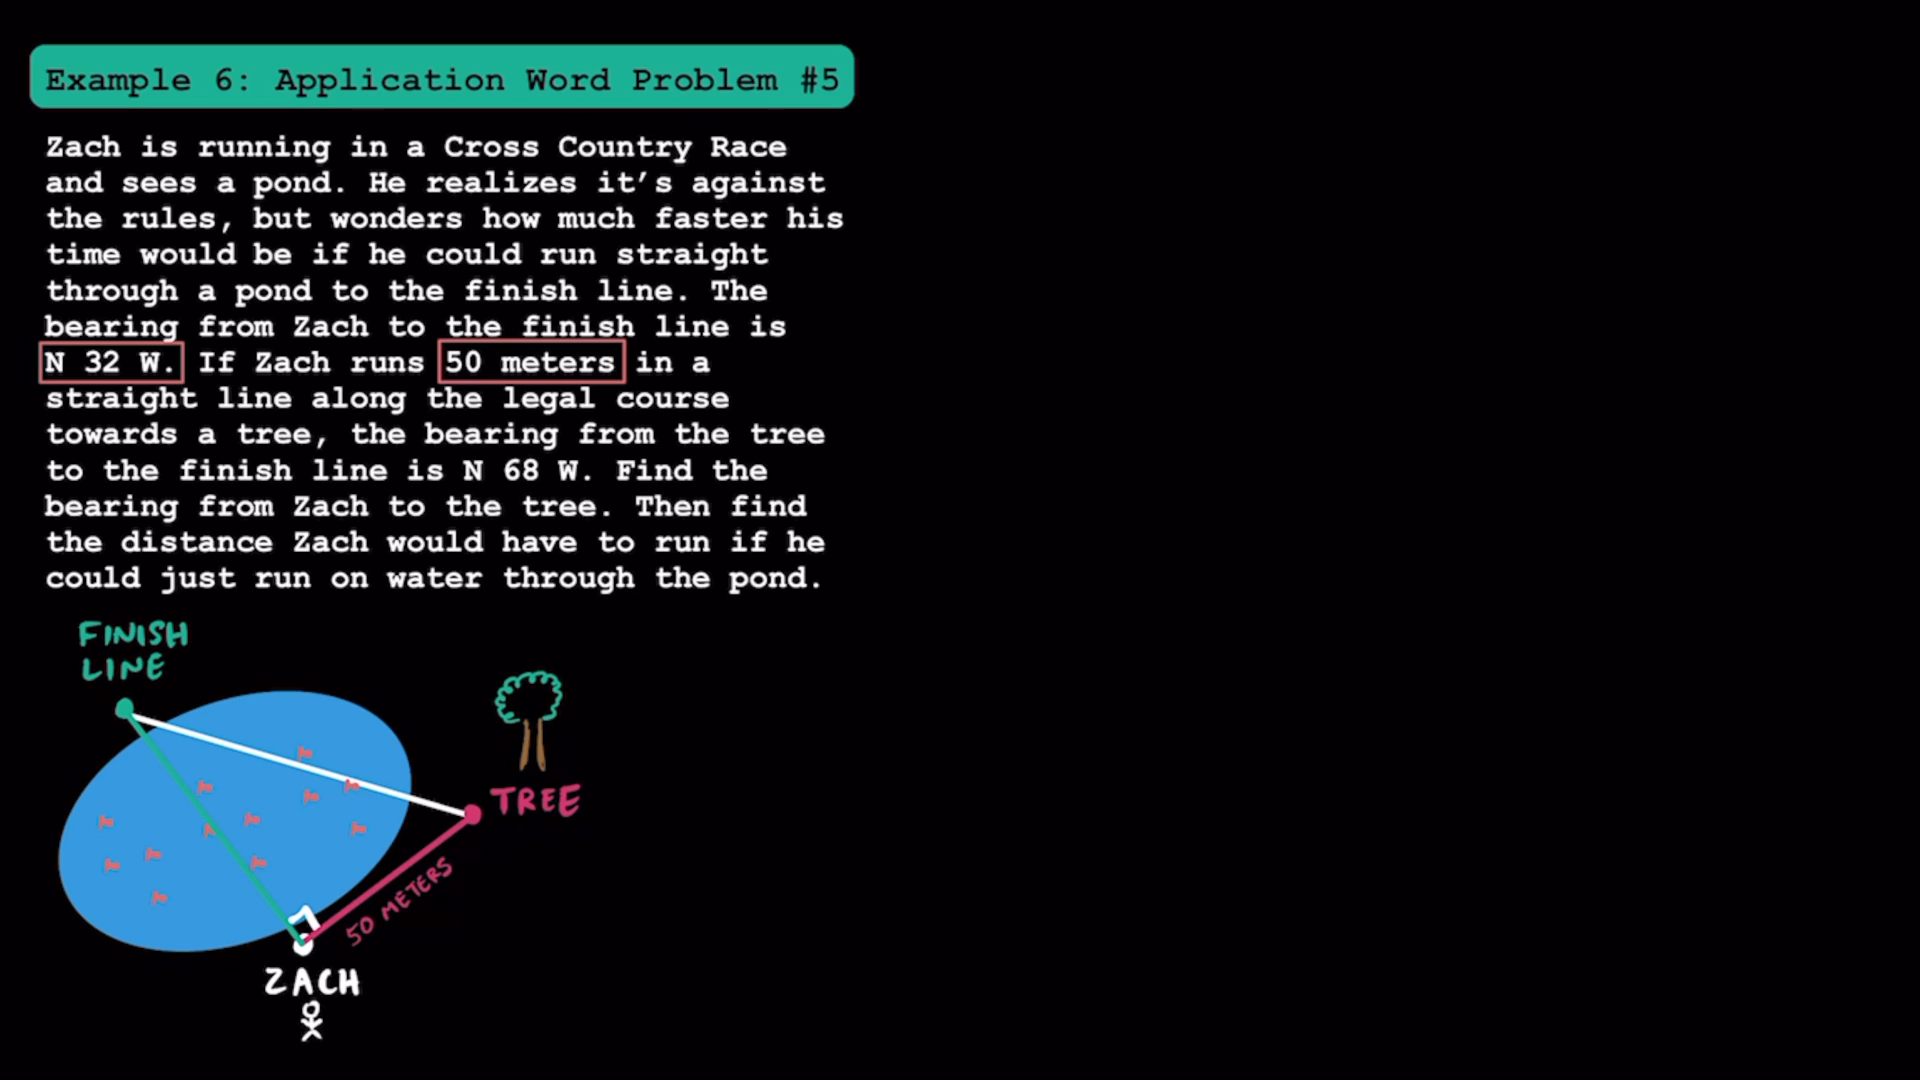 Example 6: Application Word Problem #5
Zach is running in a Cross Country Race
and sees a pond. He realizes it’s against
the rules, but wonders how much faster his
time would be if he could run straight
through a pond to the finish line. The
bearing from Zach to the finish line is
N 32 W. If Zach runs 50 meters in a
straight line along the legal course
towards a tree, the bearing from the tree
to the finish line is N 68 W. Find the
bearing from Zach to the tree. Then find
the distance Zach would have to run if he
could just run on water through the pond.
FINISH
LINE
TREE
50 METERS
ZACH